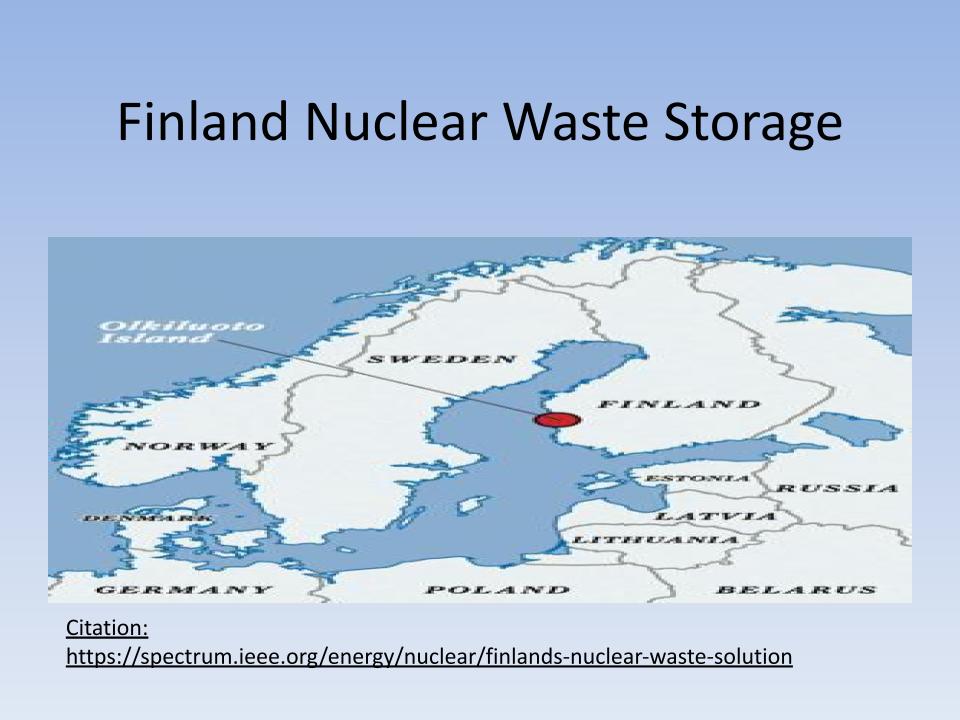 Finland Nuclear Waste Storage
Olkiluoto
Island
SWEDEN
FINLAND
NORWAY
ESTONIA
RUSSIA
DENMARK
LATVIA
LITHUANIA
GERMANY
POLAND
BELARUS
Citation:
https://spectrum.ieee.org/energy/nuclear/finlands-nuclear-waste-solution